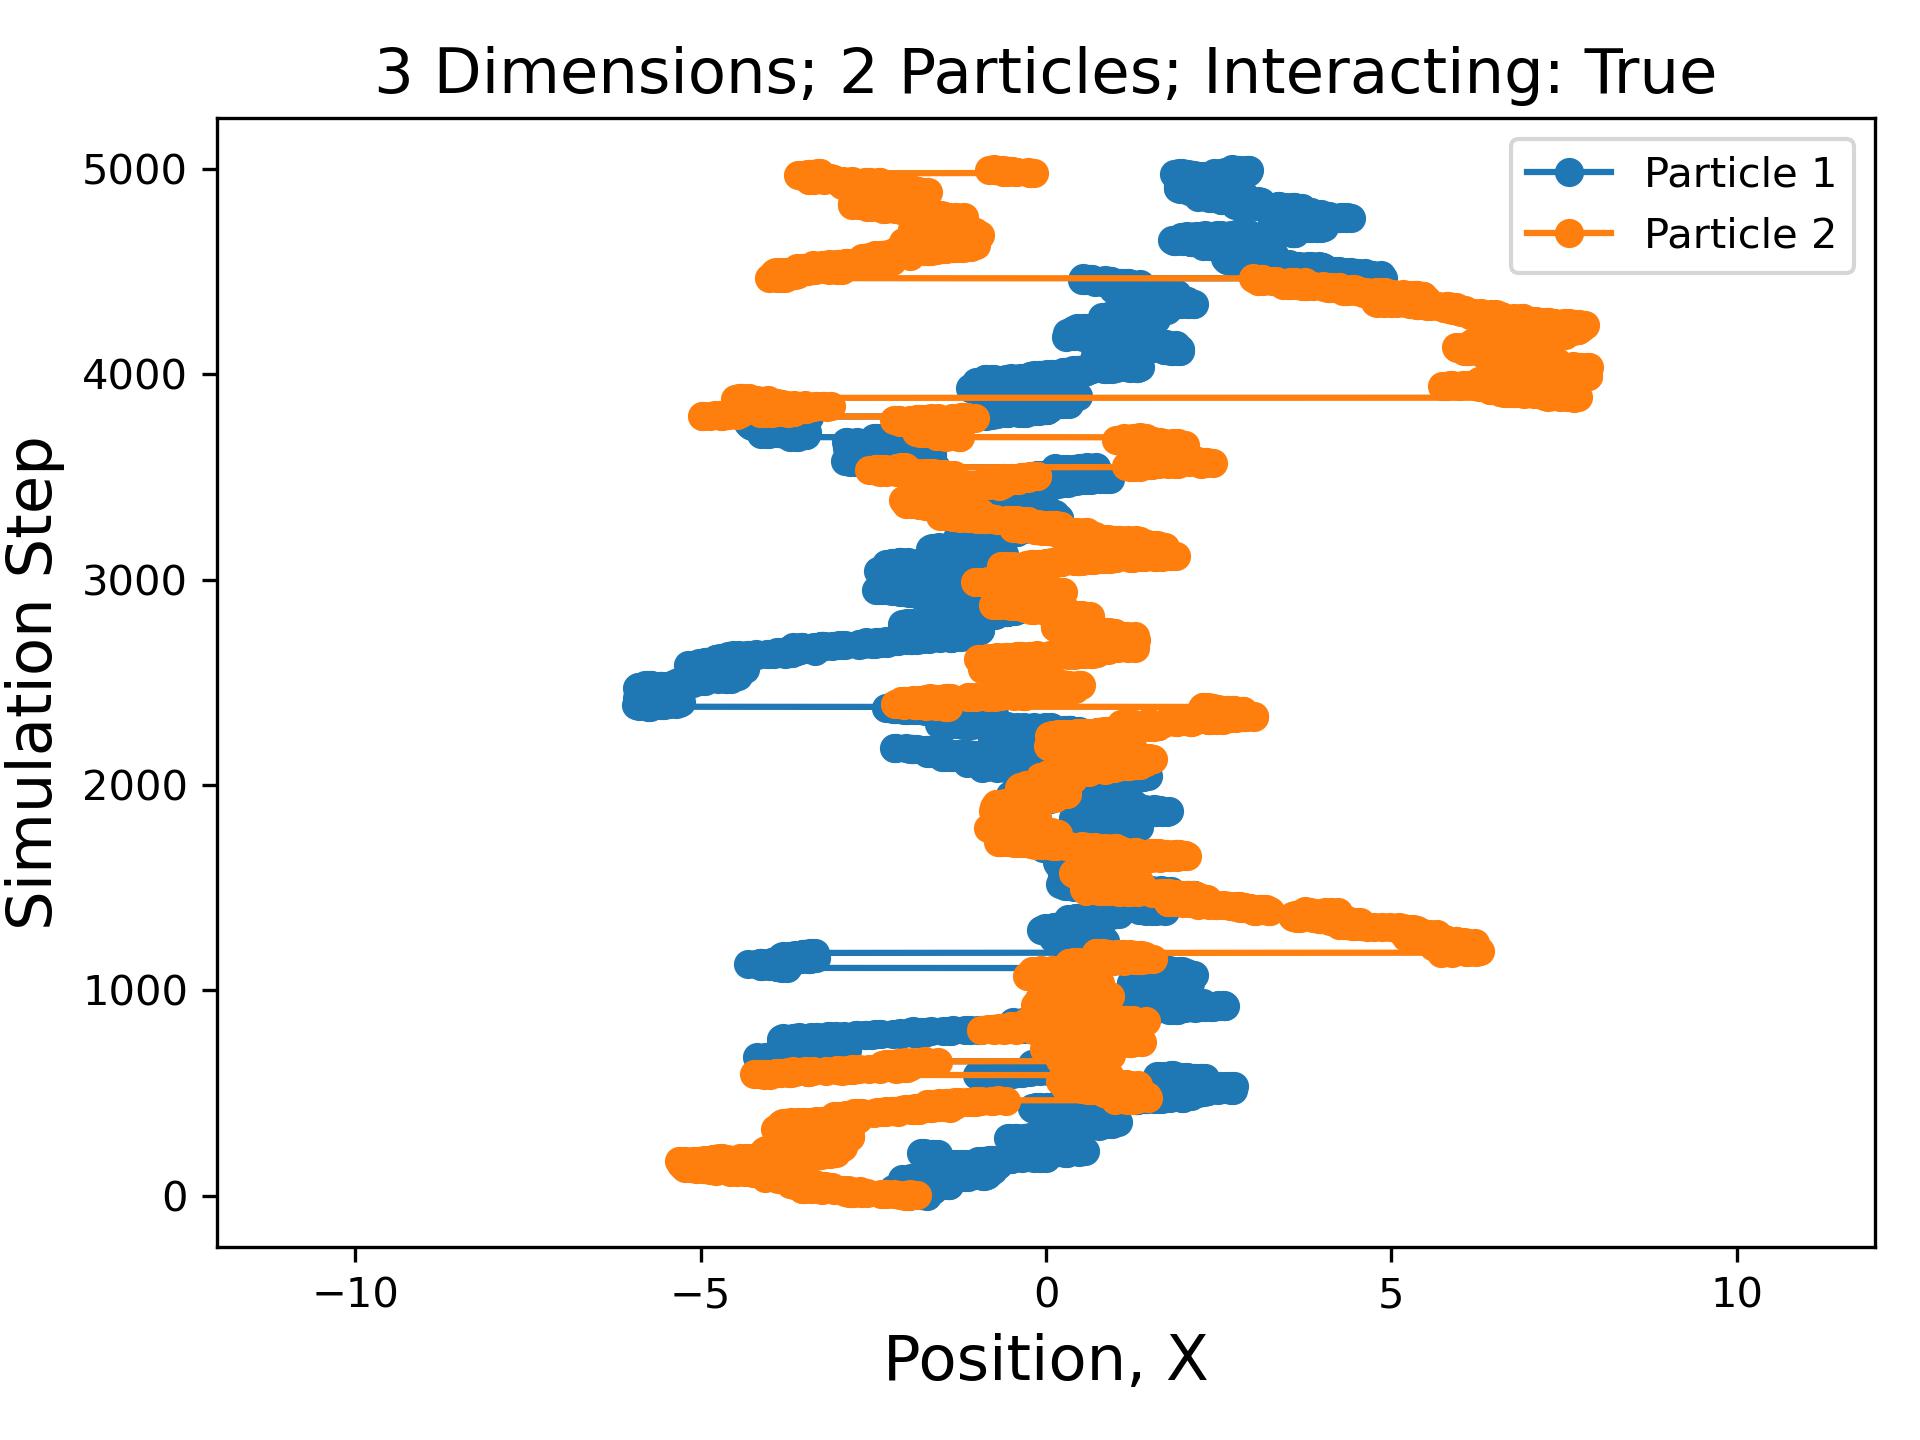 3 Dimensions; 2 Particles; Interacting: True
Particle 1
Particle 2
Simulation Step
5000
4000
3000
2000
1000
0
−10
−5
0
5
10
Position, X